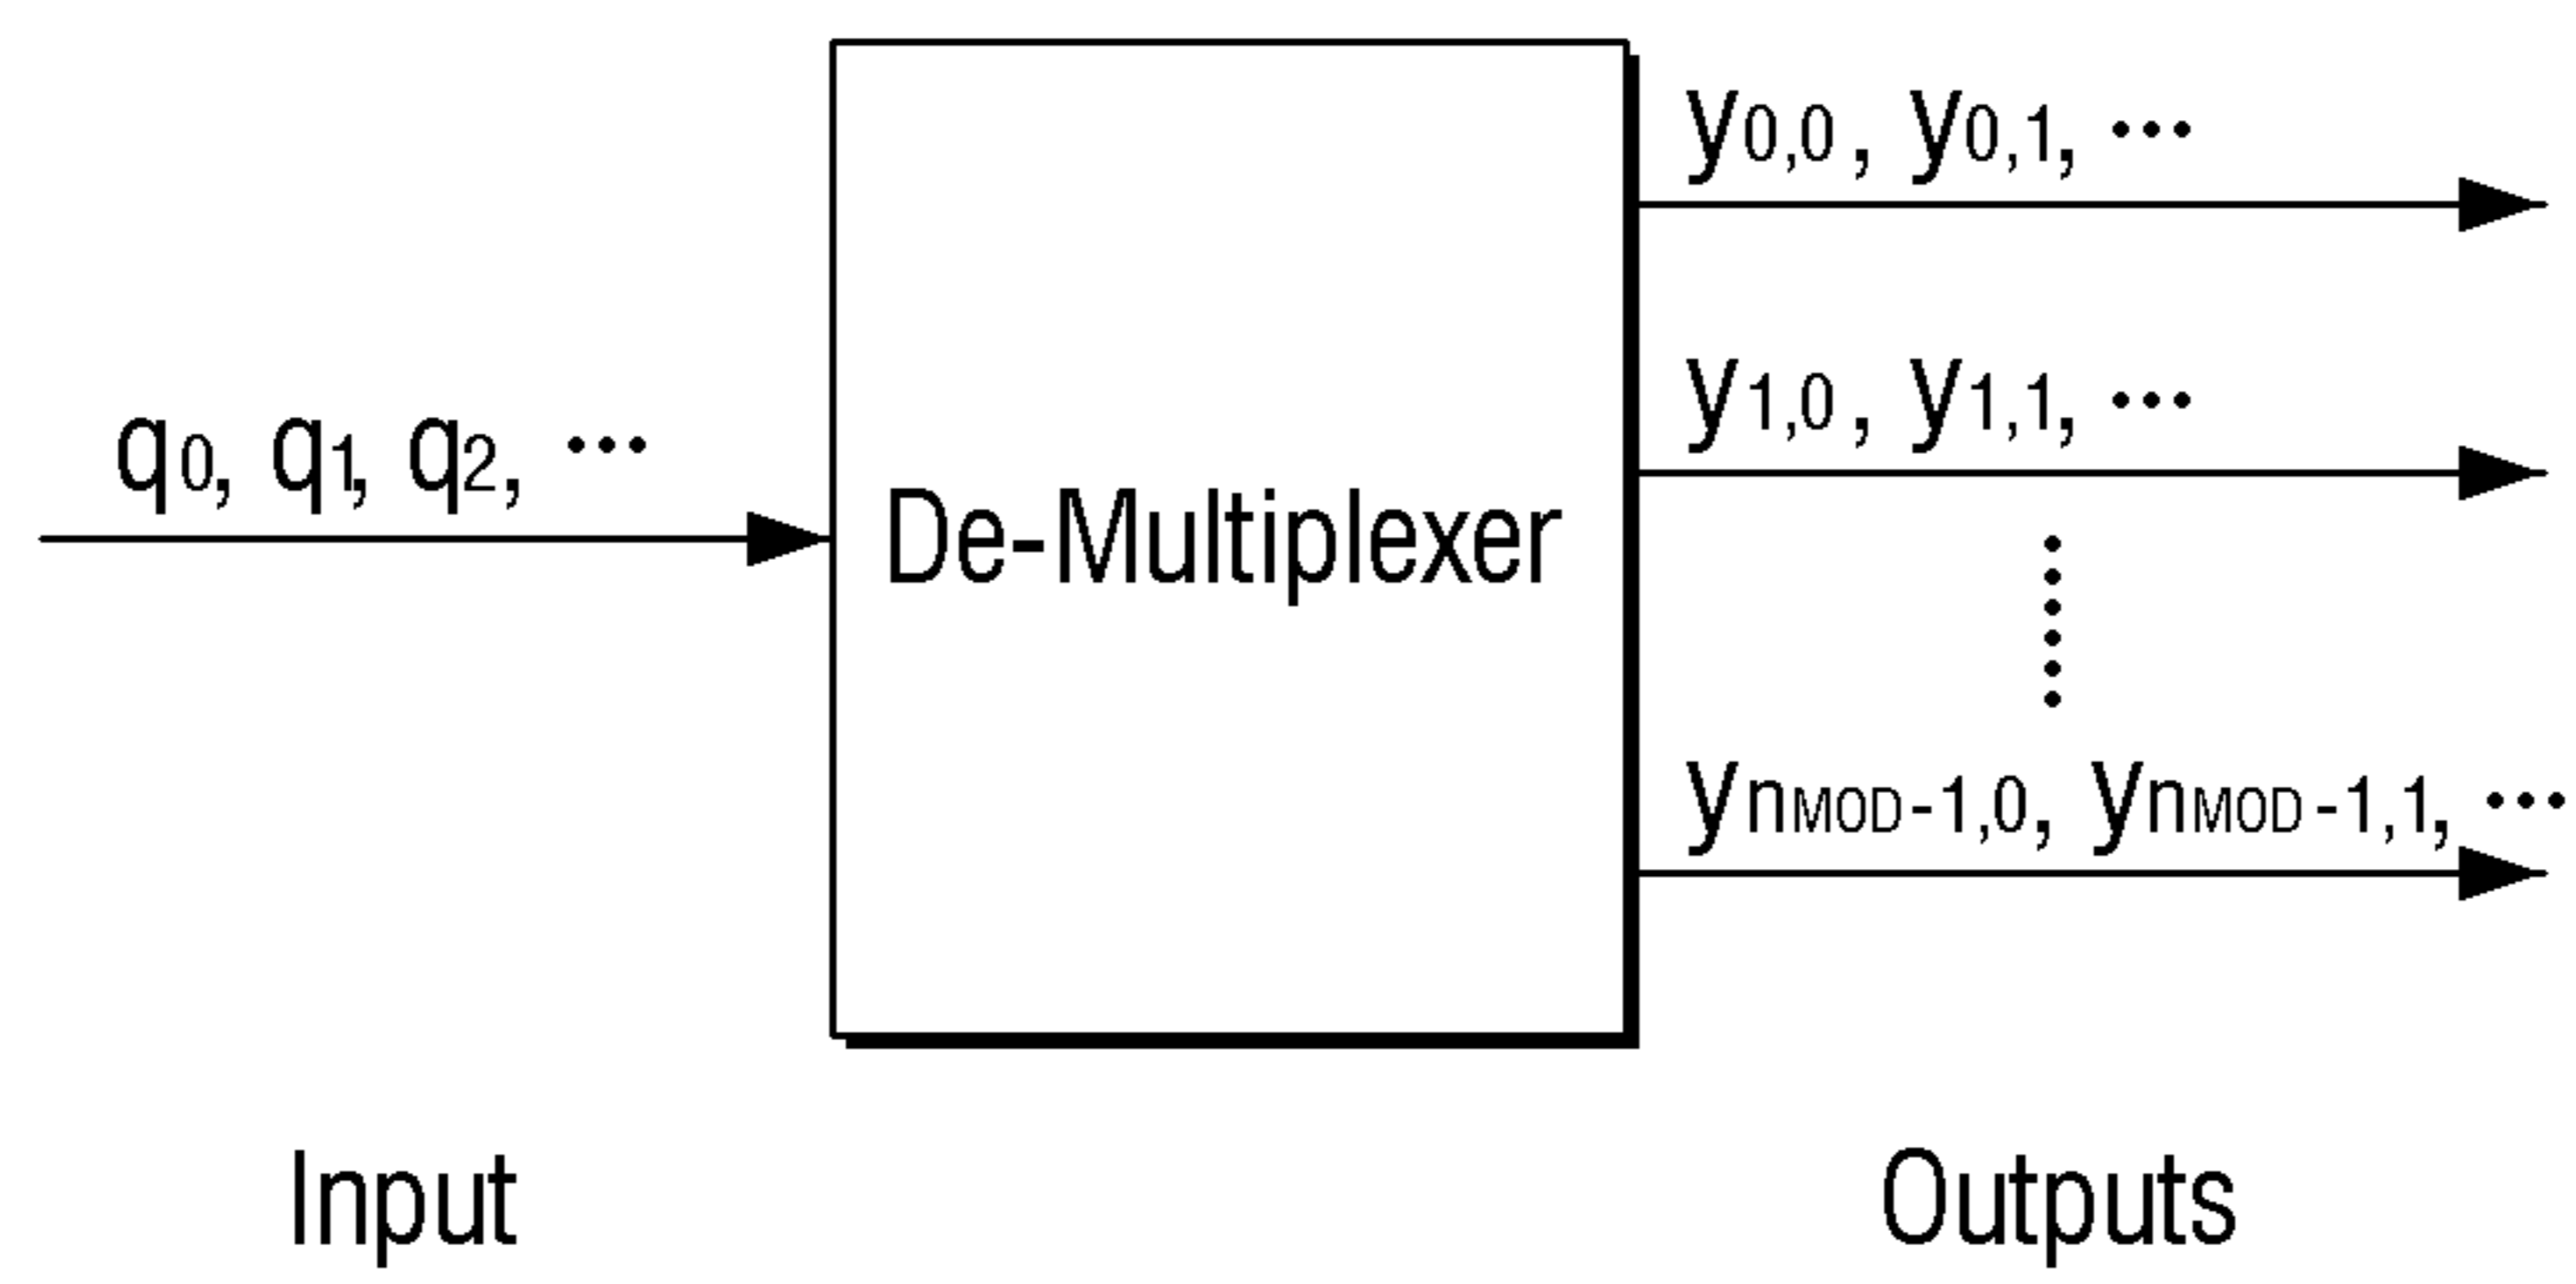 y0,0, y0,1, ···
y1,0, y1,1, ···
q0, q1, q2, ···
De-Multiplexer
ynMOD-1,0, ynMOD-1,1, ···
Input
Outputs